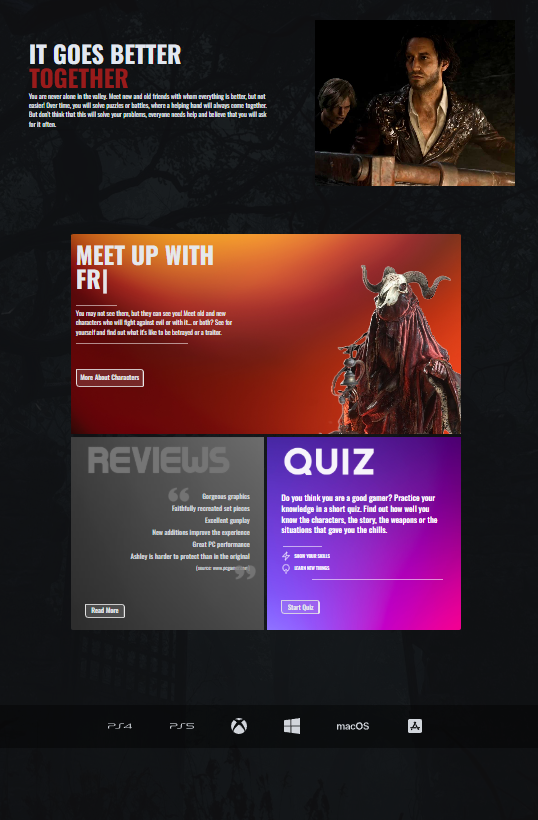 IT GOES BETTER
TOGETHER
You are never alone in the valley. Meet new and old friends with whom everything is better, but not
easier! Over time, you will solve puzzles or battles, where a helping hand will always come together.
But don't think that this will solve your problems, everyone needs help and believe that you will ask
for it often.
MEET UP WITH
FR|
You may not see them, but they can see you! Meet old and new
characters who will fight against evil or with it... or both? See for
yourself and find out what it's like to be betrayed or a traitor.
More About Characters
REVIEWS
Gorgeous graphics
Faithfully recreated set pieces
Excellent gunplay
New additions improve the experience
Great PC performance
Ashley is harder to protect than in the original
(source:
Read More
QUIZ
Do you think you are a good gamer? Practice your
knowledge in a short quiz. Find out how well you
know the characters, the story, the weapons or the
situations that gave you the chills.
SHOW YOUR SKILLS
LEARN NEW THINGS
Start Quiz
PS4 PS5 macOS